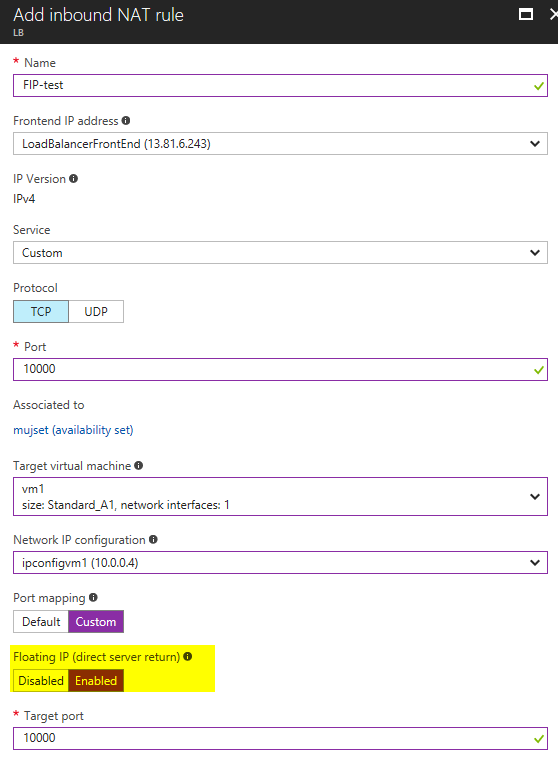 Add inbound NAT rule
LB
* Name
FIP-test
Frontend IP address
LoadBalancerFrontEnd (13.81.6.243)
IP Version
IPv4
Service
Custom
Protocol
TCP UDP
* Port
10000
Associated to
mujset (availability set)
Target virtual machine
vm1
size: Standard_A1, network interfaces: 1
Network IP configuration
ipconfigvm1 (10.0.0.4)
Port mapping
Default Custom
Floating IP (direct server return)
Disabled Enabled
* Target port
10000